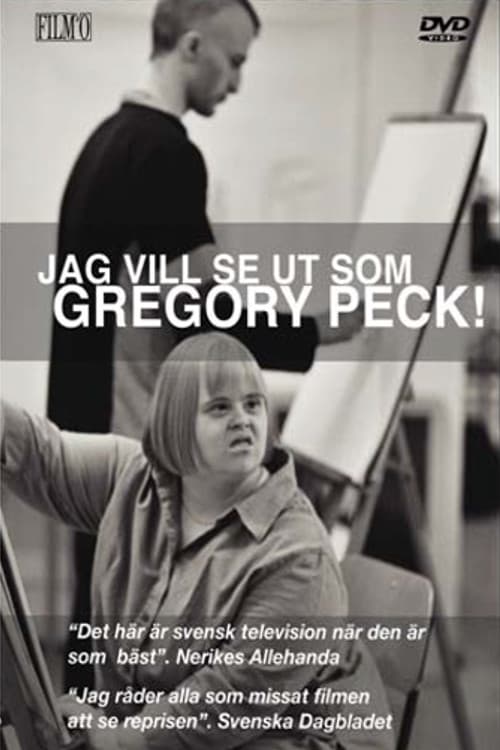 FILM'O
DVD
VIDEO
JAG VILL SE UT SOM
GREGORY PECK!
“Det här är svensk television när den är
som bäst”. Nerikes Allehanda
“Jag råder alla som missat filmen
att se reprisen”. Svenska Dagbladet